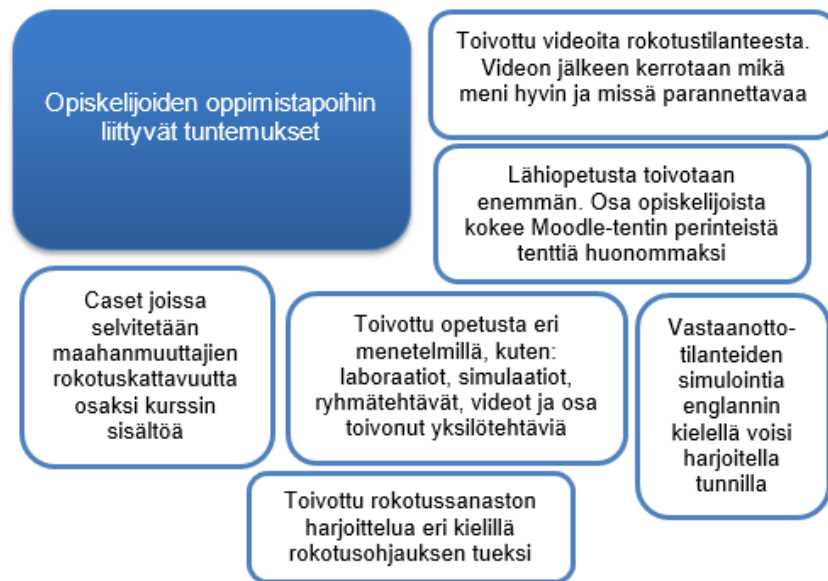 Opiskelijoiden oppimistapoihin
liittyvät tuntemukset
Toivottu videoita rokotustilanteesta.
Videon jälkeen kerrotaan mikä
meni hyvin ja missä parannettavaa
Lähiopetusta toivotaan
enemmän. Osa opiskelijoista
kokee Moodle-tentin perinteistä
tenttiä huonommaksi
Caset joissa
selvitetään
maahanmuuttajien
rokotuskattavuutta
osaksi kurssin
sisältöä
Toivottu opetusta eri
menetelmillä, kuten:
laboraatiot, simulaatiot,
ryhmätehtävät, videot ja osa
toivonut yksilötehtäviä
Vastaanotto-
tilanteiden
simulointia
englannin
kielellä voisi
harjoitella
tunnilla
Toivottu rokotussanaston
harjoittelua eri kielillä
rokotusohjauksen tueksi